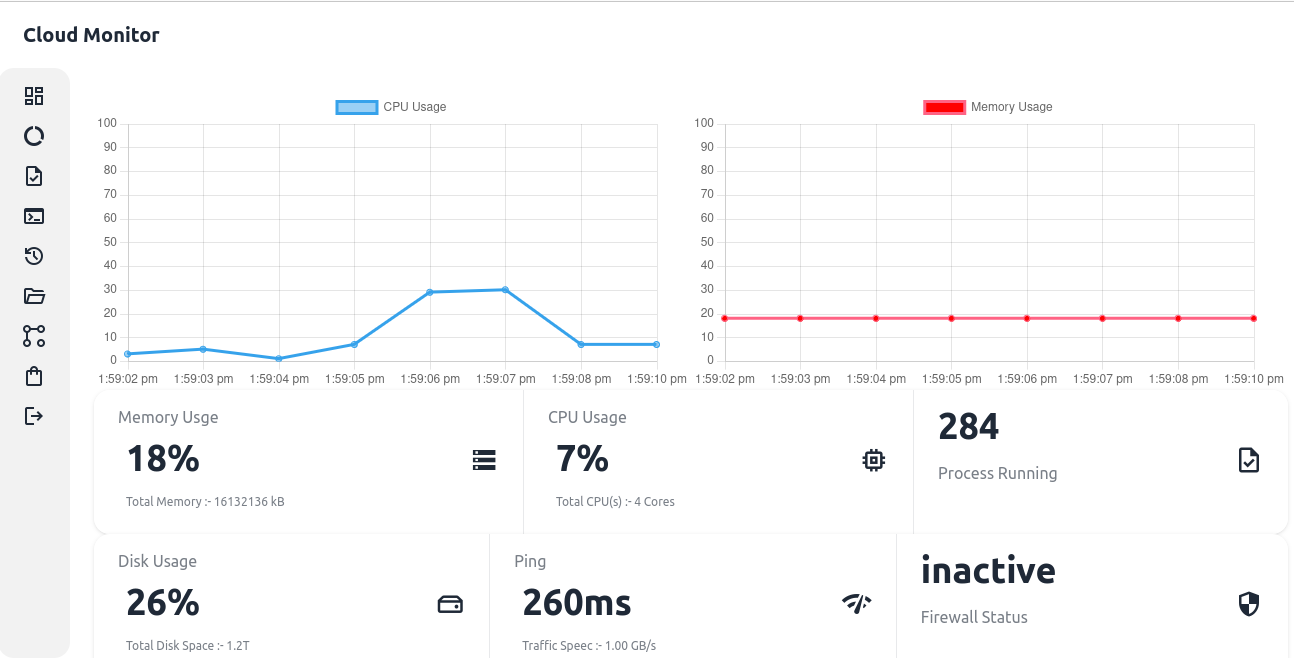 Cloud Monitor
CPU Usage
100
90
80
70
60
50
40
30
20
10
0
1:59:02 pm 1:59:03 pm 1:59:04 pm 1:59:05 pm 1:59:06 pm 1:59:07 pm 1:59:08 pm 1:59:10 pm
Memory Usage
100
90
80
70
60
50
40
30
20
10
0
1:59:02 pm 1:59:03 pm 1:59:04 pm 1:59:05 pm 1:59:06 pm 1:59:07 pm 1:59:08 pm 1:59:10 pm
Memory Usge
18%
Total Memory :- 16132136 kB
CPU Usage
7%
Total CPU(s) :- 4 Cores
284
Process Running
Disk Usage
26%
Total Disk Space :- 1.2T
Ping
260ms
Traffic Speec :- 1.00 GB/s
inactive
Firewall Status